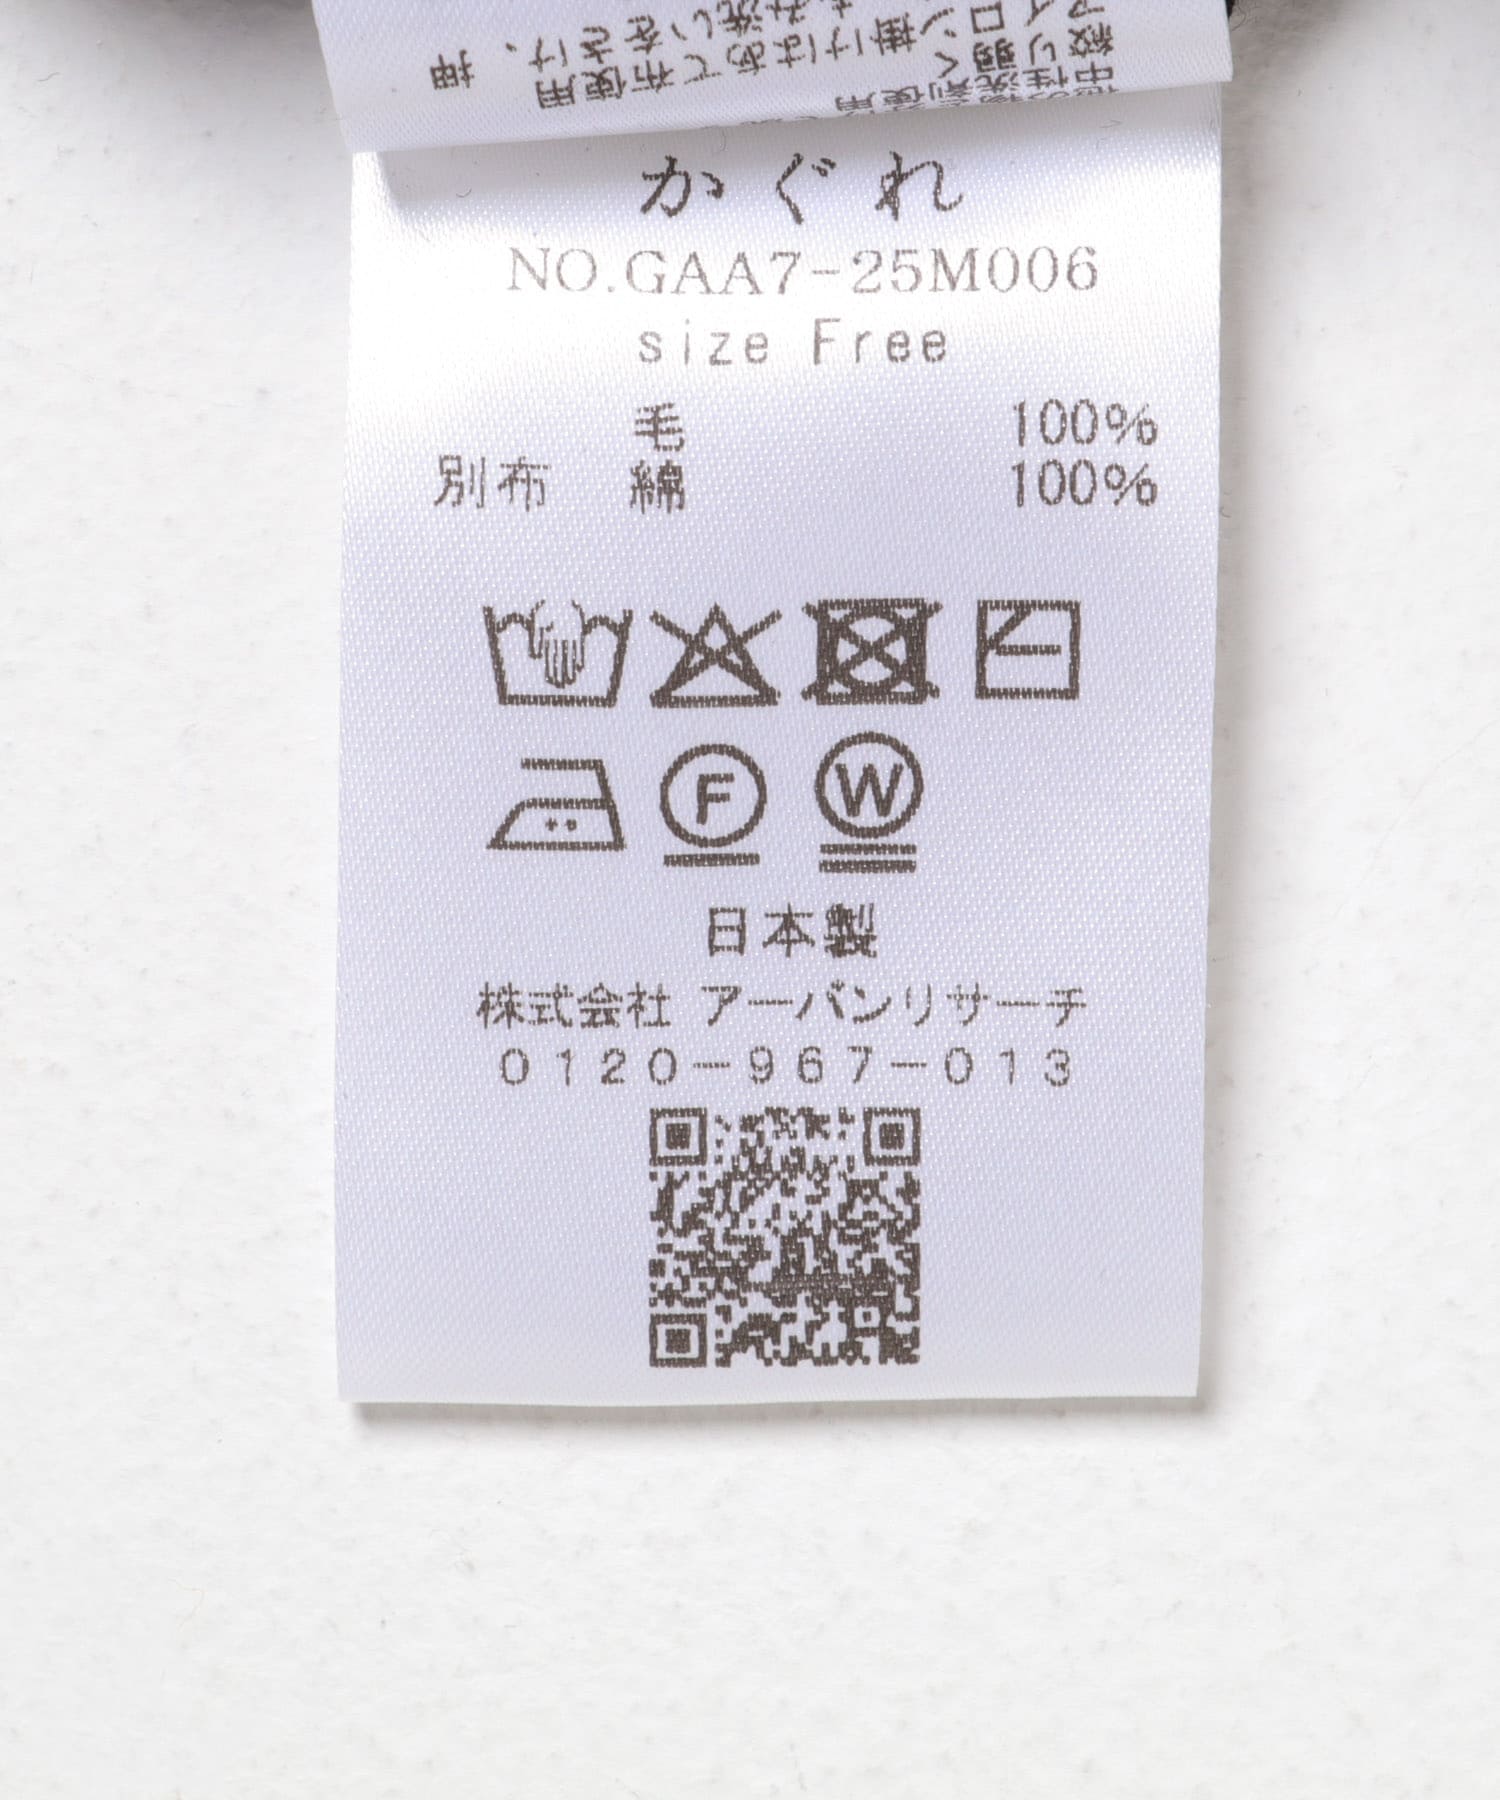 かぐれ
NO.GAA7-25M006
size Free
毛 100%
別布 綿 100%
F W
日本製
株式会社 アーバンリサーチ
0120-967-013